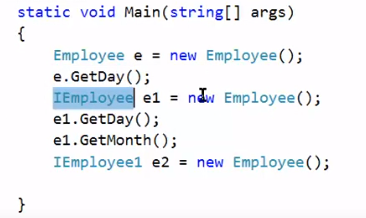 static void Main(string[] args)
{
Employee e = new Employee();
e.GetDay();
IEmployee e1 = new Employee();
e1.GetDay();
e1.GetMonth();
IEmployee1 e2 = new Employee();
}